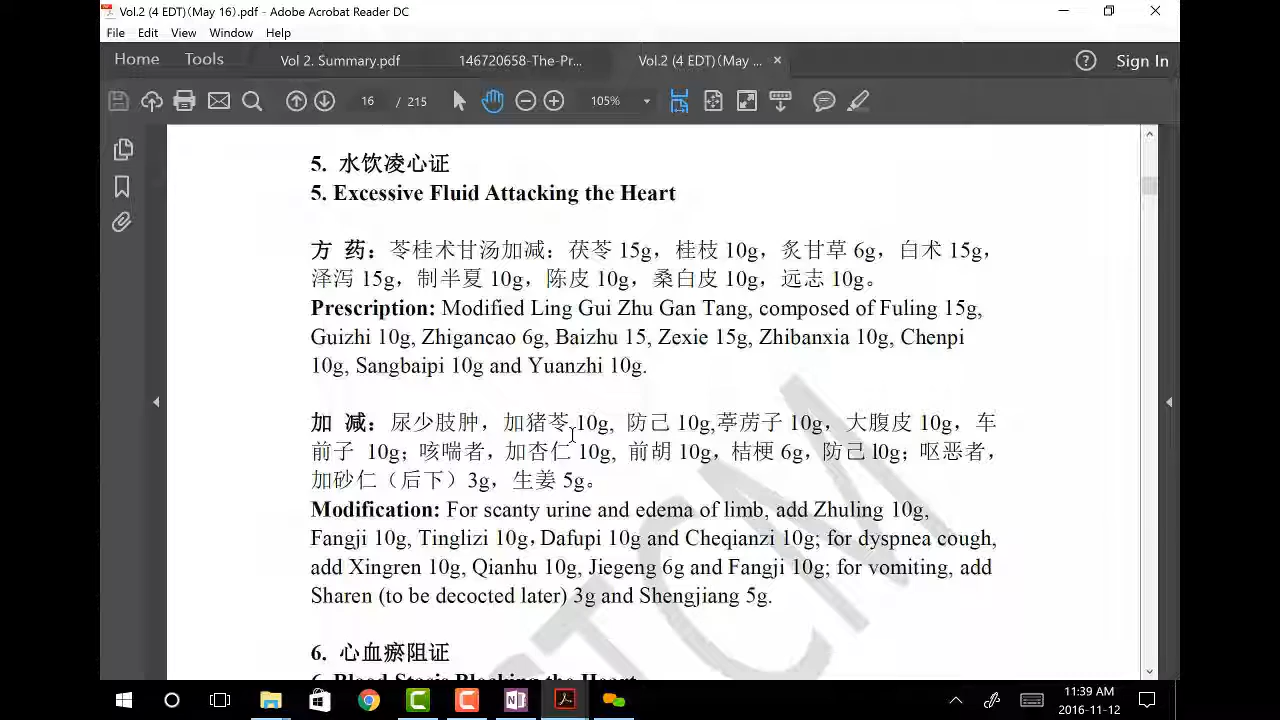 Vol.2 (4 EDT)(May 16).pdf - Adobe Acrobat Reader DC
File Edit View Window Help
Home Tools Vol 2. Summary.pdf 146720658-The-Pr... Vol.2 (4 EDT)(May ... × Sign In
16 / 215 105%
5. 水饮凌心证
5. Excessive Fluid Attacking the Heart
方 药：苓桂术甘汤加减：茯苓 15g，桂枝 10g，炙甘草 6g，白术 15g，
泽泻 15g，制半夏 10g，陈皮 10g，桑白皮 10g，远志 10g。
Prescription: Modified Ling Gui Zhu Gan Tang, composed of Fuling 15g,
Guizhi 10g, Zhigancao 6g, Baizhu 15, Zexie 15g, Zhibanxia 10g, Chenpi
10g, Sangbaipi 10g and Yuanzhi 10g.
加 减：尿少肢肿，加猪苓 10g, 防己 10g,葶苈子 10g，大腹皮 10g，车
前子 10g；咳喘者，加杏仁 10g, 前胡 10g，桔梗 6g，防己 l0g；呕恶者，
加砂仁（后下）3g，生姜 5g。
Modification: For scanty urine and edema of limb, add Zhuling 10g,
Fangji 10g, Tinglizi 10g, Dafupi 10g and Cheqianzi 10g; for dyspnea cough,
add Xingren 10g, Qianhu 10g, Jiegeng 6g and Fangji 10g; for vomiting, add
Sharen (to be decocted later) 3g and Shengjiang 5g.
6. 心血瘀阻证
6. Blood Stasis Blocking the Heart
TCM
11:39 AM
2016-11-12